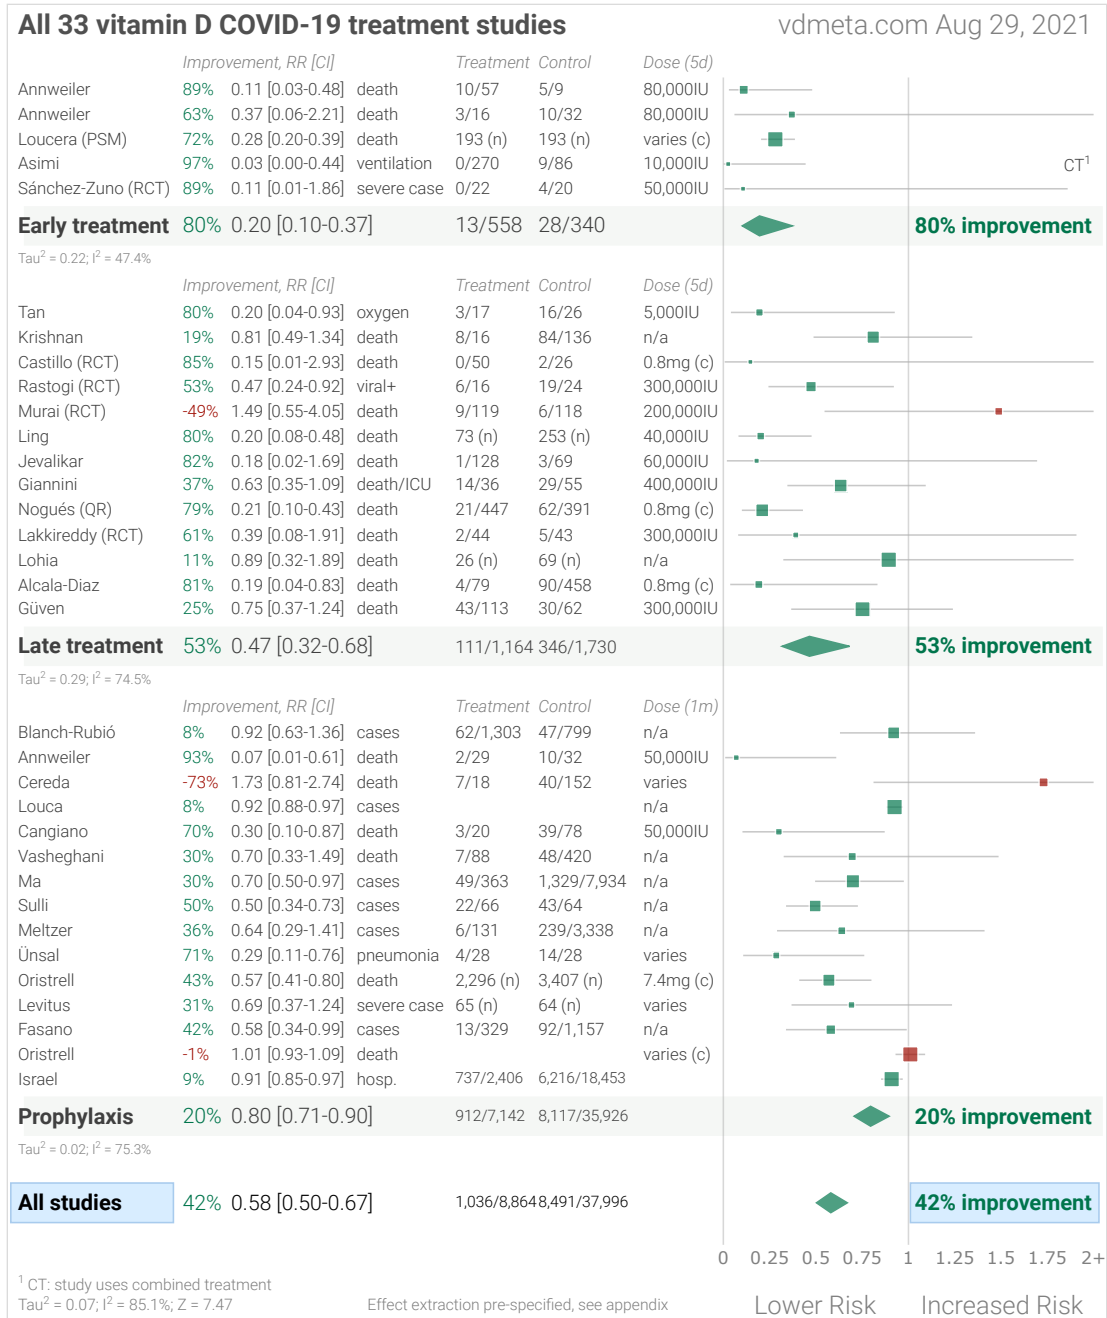 All 33 vitamin D COVID-19 treatment studies vdmeta.com Aug 29, 2021
Improvement, RR [CI] Treatment Control Dose (5d)
Annweiler 89% 0.11 [0.03-0.48] death 10/57 5/9 80,000IU
Annweiler 63% 0.37 [0.06-2.21] death 3/16 10/32 80,000IU
Loucera (PSM) 72% 0.28 [0.20-0.39] death 193 (n) 193 (n) varies (c)
Asimi 97% 0.03 [0.00-0.44] ventilation 0/270 9/86 10,000IU CT¹
Sánchez-Zuno (RCT) 89% 0.11 [0.01-1.86] severe case 0/22 4/20 50,000IU
Early treatment 80% 0.20 [0.10-0.37] 13/558 28/340 80% improvement
Tau² = 0.22; I² = 47.4%
Improvement, RR [CI] Treatment Control Dose (5d)
Tan 80% 0.20 [0.04-0.93] oxygen 3/17 16/26 5,000IU
Krishnan 19% 0.81 [0.49-1.34] death 8/16 84/136 n/a
Castillo (RCT) 85% 0.15 [0.01-2.93] death 0/50 2/26 0.8mg (c)
Rastogi (RCT) 53% 0.47 [0.24-0.92] viral+ 6/16 19/24 300,000IU
Murai (RCT) -49% 1.49 [0.55-4.05] death 9/119 6/118 200,000IU
Ling 80% 0.20 [0.08-0.48] death 73 (n) 253 (n) 40,000IU
Jevalikar 82% 0.18 [0.02-1.69] death 1/128 3/69 60,000IU
Giannini 37% 0.63 [0.35-1.09] death/ICU 14/36 29/55 400,000IU
Nogués (QR) 79% 0.21 [0.10-0.43] death 21/447 62/391 0.8mg (c)
Lakkireddy (RCT) 61% 0.39 [0.08-1.91] death 2/44 5/43 300,000IU
Lohia 11% 0.89 [0.32-1.89] death 26 (n) 69 (n) n/a
Alcala-Diaz 81% 0.19 [0.04-0.83] death 4/79 90/458 0.8mg (c)
Güven 25% 0.75 [0.37-1.24] death 43/113 30/62 300,000IU
Late treatment 53% 0.47 [0.32-0.68] 111/1,164 346/1,730 53% improvement
Tau² = 0.29; I² = 74.5%
Improvement, RR [CI] Treatment Control Dose (1m)
Blanch-Rubió 8% 0.92 [0.63-1.36] cases 62/1,303 47/799 n/a
Annweiler 93% 0.07 [0.01-0.61] death 2/29 10/32 50,000IU
Cereda -73% 1.73 [0.81-2.74] death 7/18 40/152 varies
Louca 8% 0.92 [0.88-0.97] cases n/a
Cangiano 70% 0.30 [0.10-0.87] death 3/20 39/78 50,000IU
Vasheghani 30% 0.70 [0.33-1.49] death 7/88 48/420 n/a
Ma 30% 0.70 [0.50-0.97] cases 49/363 1,329/7,934 n/a
Sulli 50% 0.50 [0.34-0.73] cases 22/66 43/64 n/a
Meltzer 36% 0.64 [0.29-1.41] cases 6/131 239/3,338 n/a
Ünsal 71% 0.29 [0.11-0.76] pneumonia 4/28 14/28 varies
Oristrell 43% 0.57 [0.41-0.80] death 2,296 (n) 3,407 (n) 7.4mg (c)
Levitus 31% 0.69 [0.37-1.24] severe case 65 (n) 64 (n) varies
Fasano 42% 0.58 [0.34-0.99] cases 13/329 92/1,157 n/a
Oristrell -1% 1.01 [0.93-1.09] death varies (c)
Israel 9% 0.91 [0.85-0.97] hosp. 737/2,406 6,216/18,453
Prophylaxis 20% 0.80 [0.71-0.90] 912/7,142 8,117/35,926 20% improvement
Tau² = 0.02; I² = 75.3%
All studies 42% 0.58 [0.50-0.67] 1,036/8,864 8,491/37,996 42% improvement
0 0.25 0.5 0.75 1 1.25 1.5 1.75 2+
¹ CT: study uses combined treatment
Tau² = 0.07; I² = 85.1%; Z = 7.47 Effect extraction pre-specified, see appendix Lower Risk Increased Risk